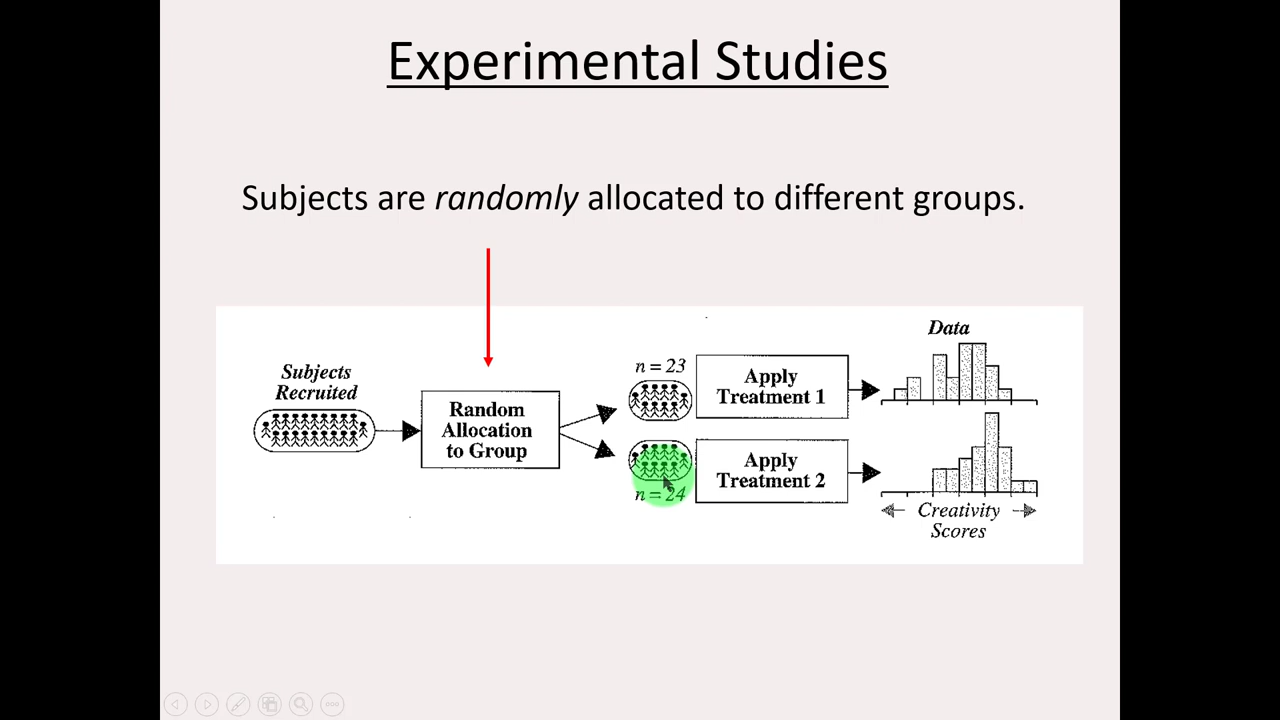 Experimental Studies
Subjects are randomly allocated to different groups.
Subjects
Recruited
Random
Allocation
to Group
n = 23
Apply
Treatment 1
n = 24
Apply
Treatment 2
Data
Creativity
Scores